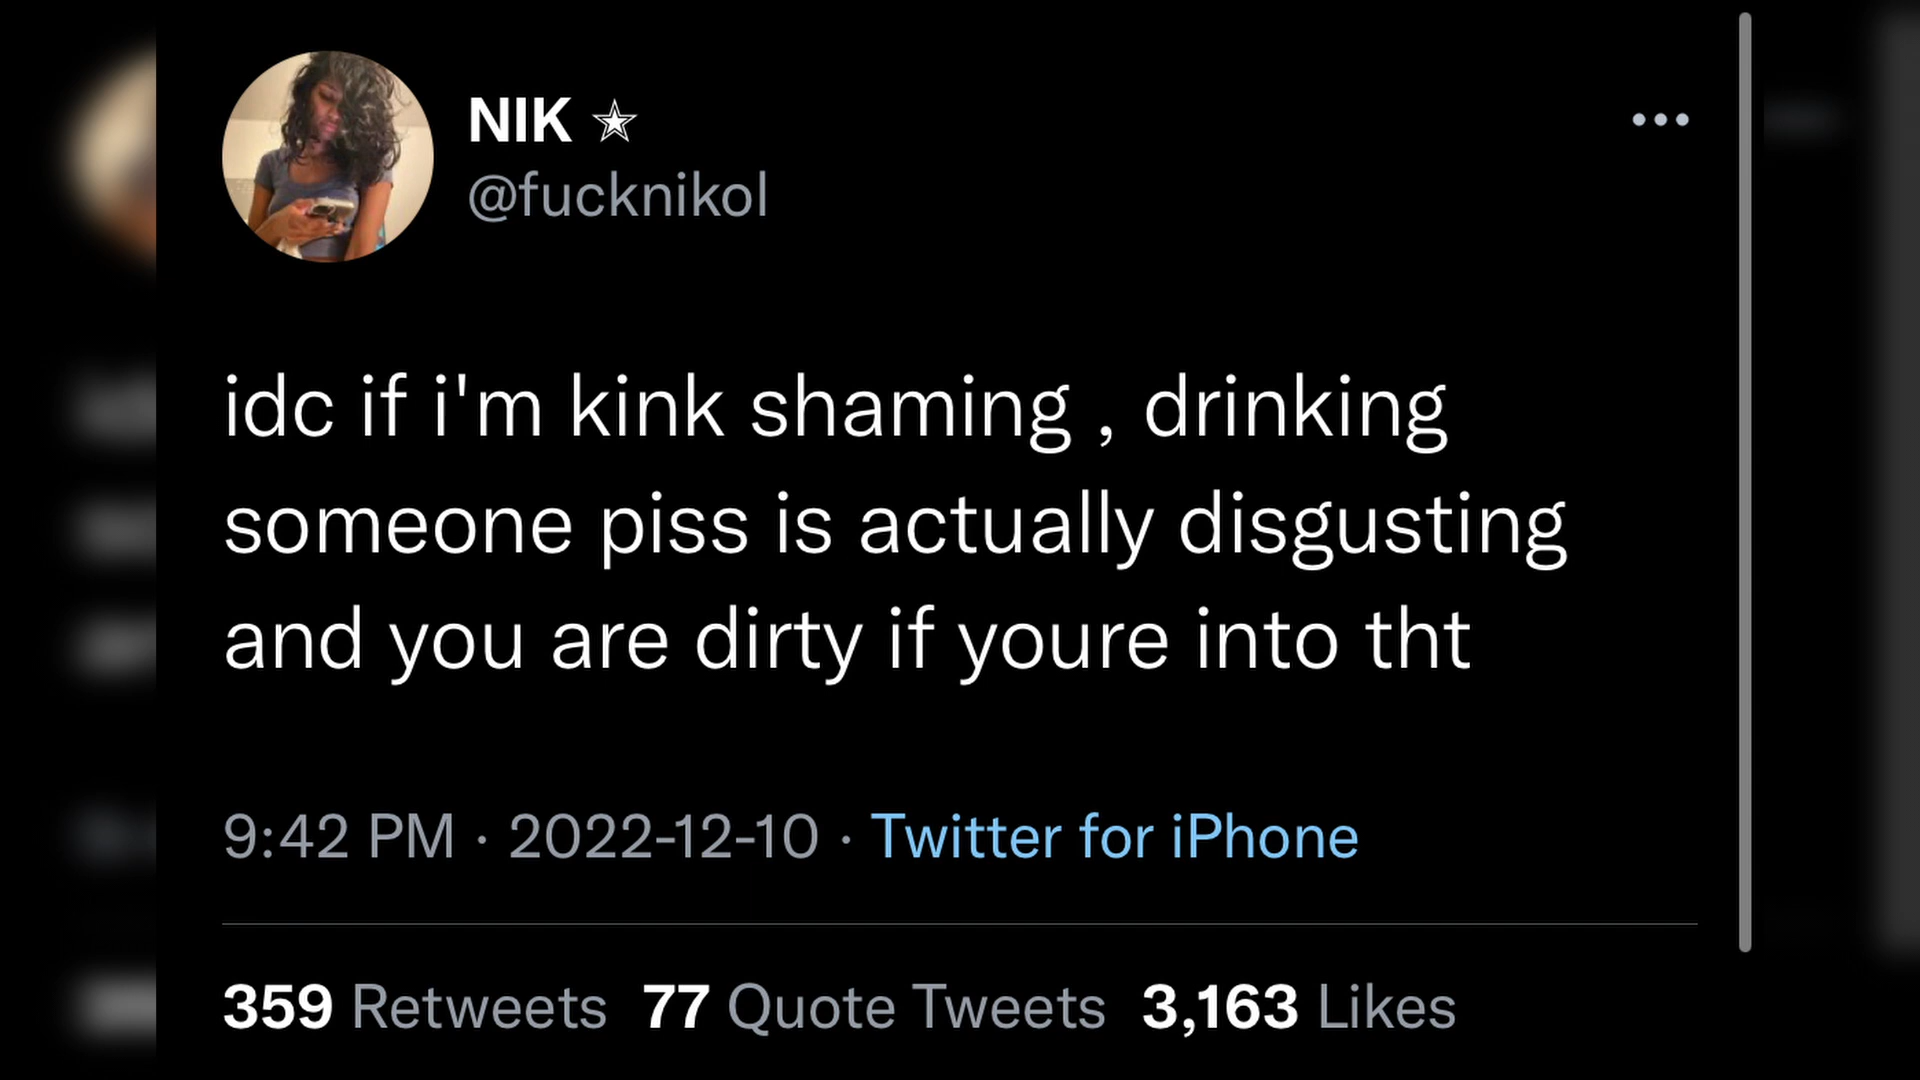 NIK ✯
@fucknikol
idc if i'm kink shaming , drinking
someone piss is actually disgusting
and you are dirty if youre into tht
9:42 PM · 2022-12-10 · Twitter for iPhone
359 Retweets 77 Quote Tweets 3,163 Likes